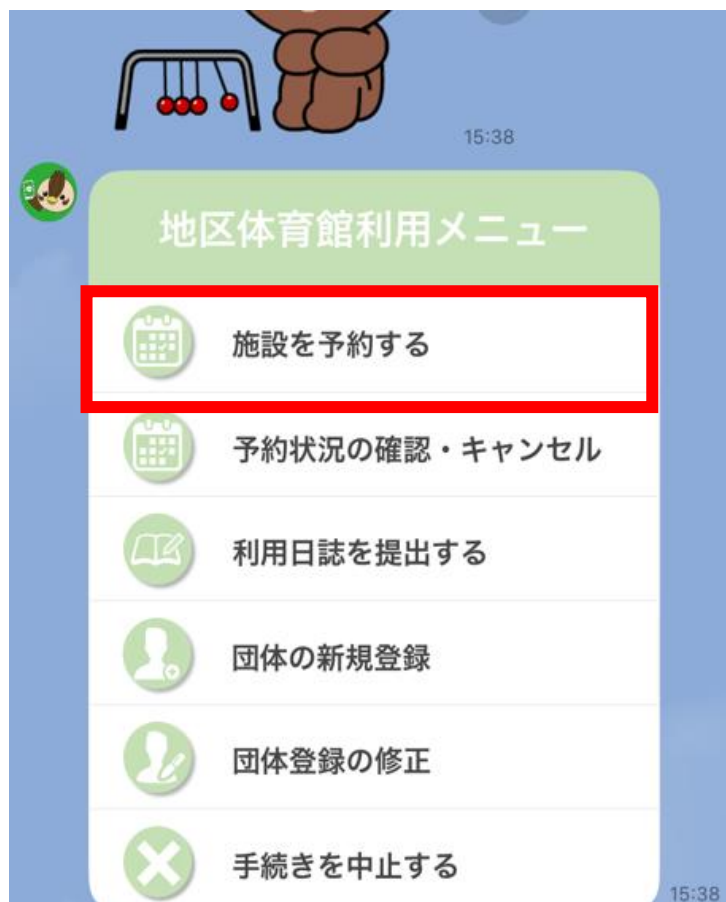 15:38
地区体育館利用メニュー
施設を予約する
予約状況の確認・キャンセル
利用日誌を提出する
団体の新規登録
団体登録の修正
手続きを中止する
15:38